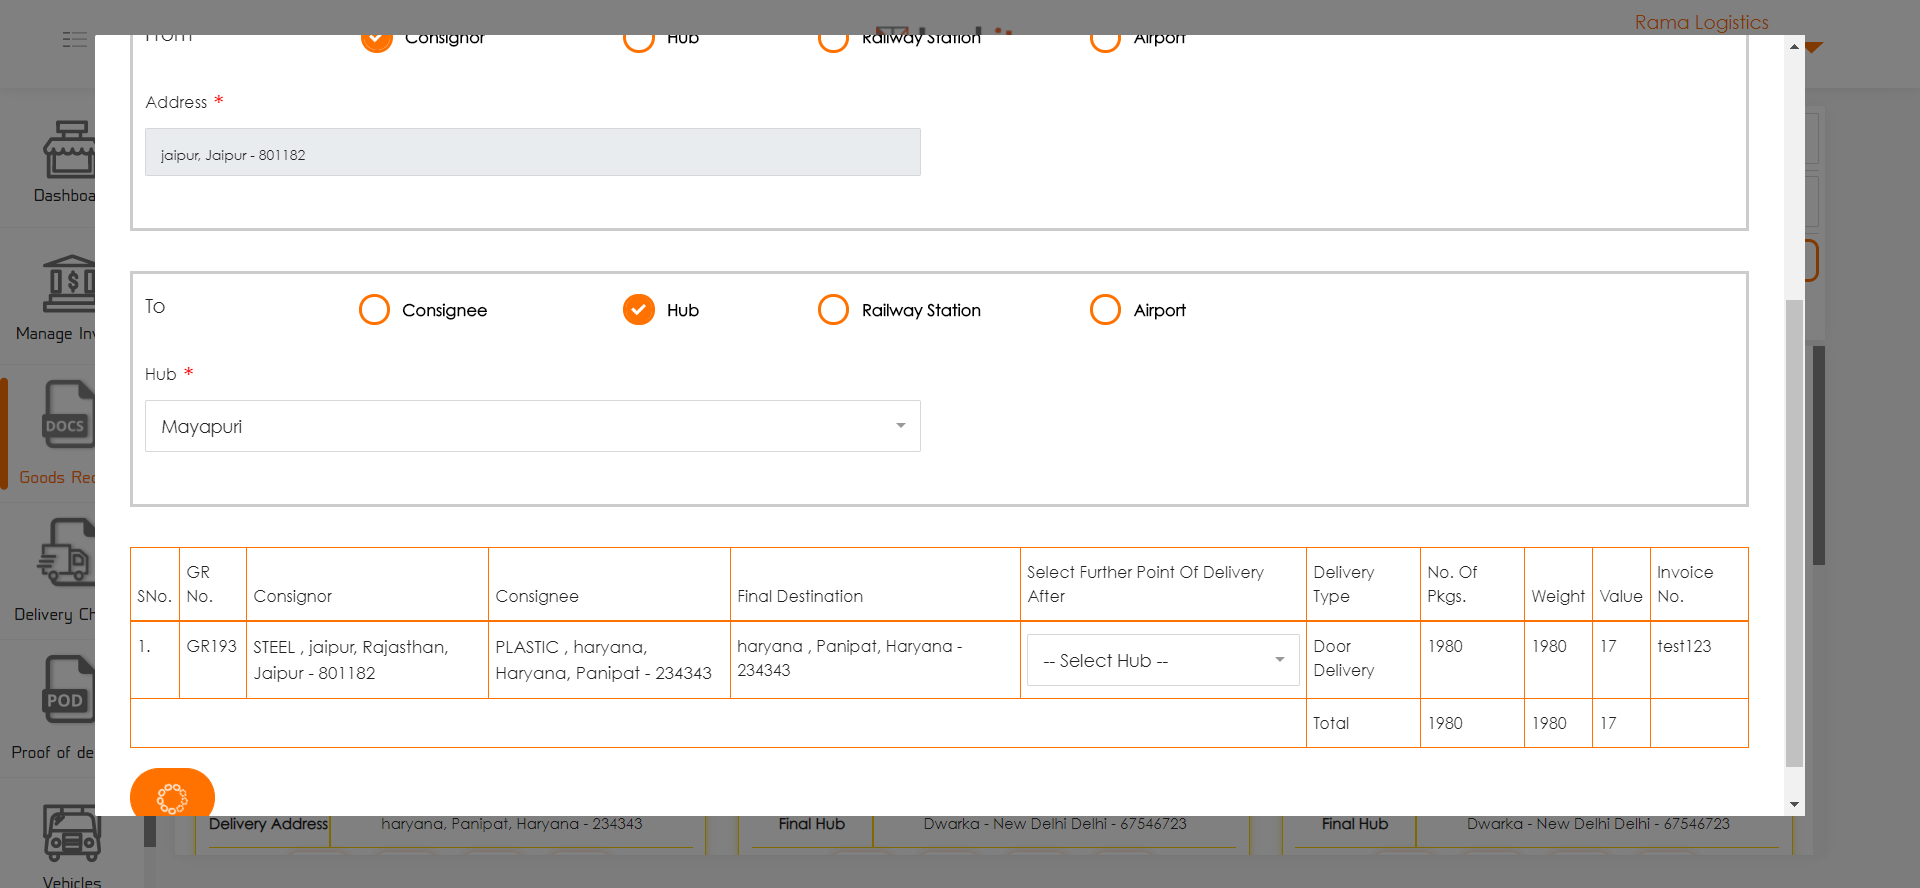 Rama Logistics
From Consignor Hub Railway Station Airport
Address *
jaipur, Jaipur - 801182
To Consignee Hub Railway Station Airport
Hub *
Mayapuri
SNo. GR No. Consignor Consignee Final Destination Select Further Point Of Delivery After Delivery Type No. Of Pkgs. Weight Value Invoice No.
1. GR193 STEEL , jaipur, Rajasthan, Jaipur - 801182 PLASTIC , haryana, Haryana, Panipat - 234343 haryana , Panipat, Haryana - 234343 -- Select Hub -- Door Delivery 1980 1980 17 test123
Total 1980 1980 17
Dashboa
Manage Inv
DOCS
Goods Rec
Delivery Ch
POD
Proof of de
Vehicles
Delivery Address haryana, Panipat, Haryana - 234343
Final Hub Dwarka - New Delhi Delhi - 67546723
Final Hub Dwarka - New Delhi Delhi - 67546723